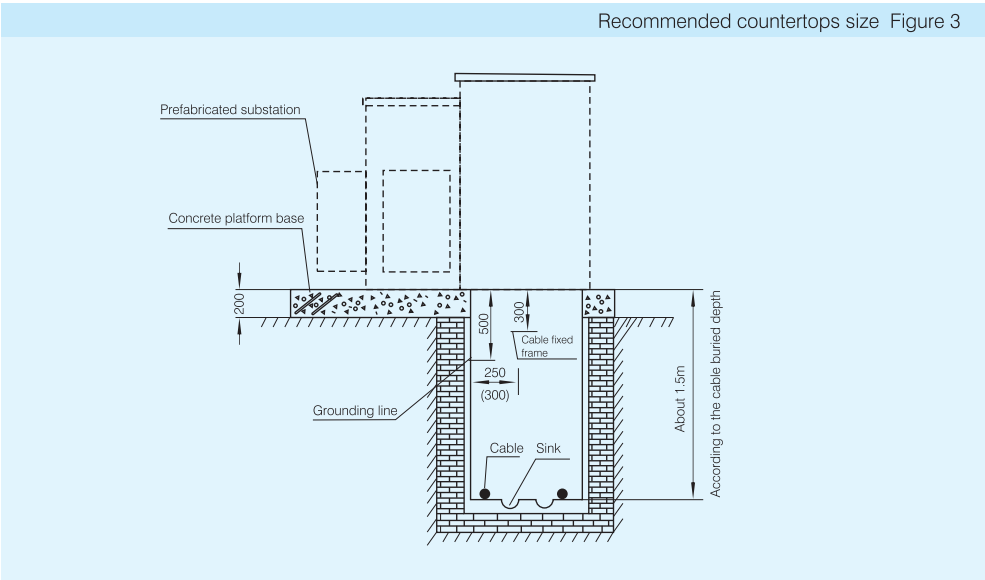 Recommended countertops size  Figure 3
Prefabricated substation
Concrete platform base
200
500
300
Cable fixed
frame
250
(300)
Grounding line
Cable
Sink
About 1.5m
According to the cable buried depth